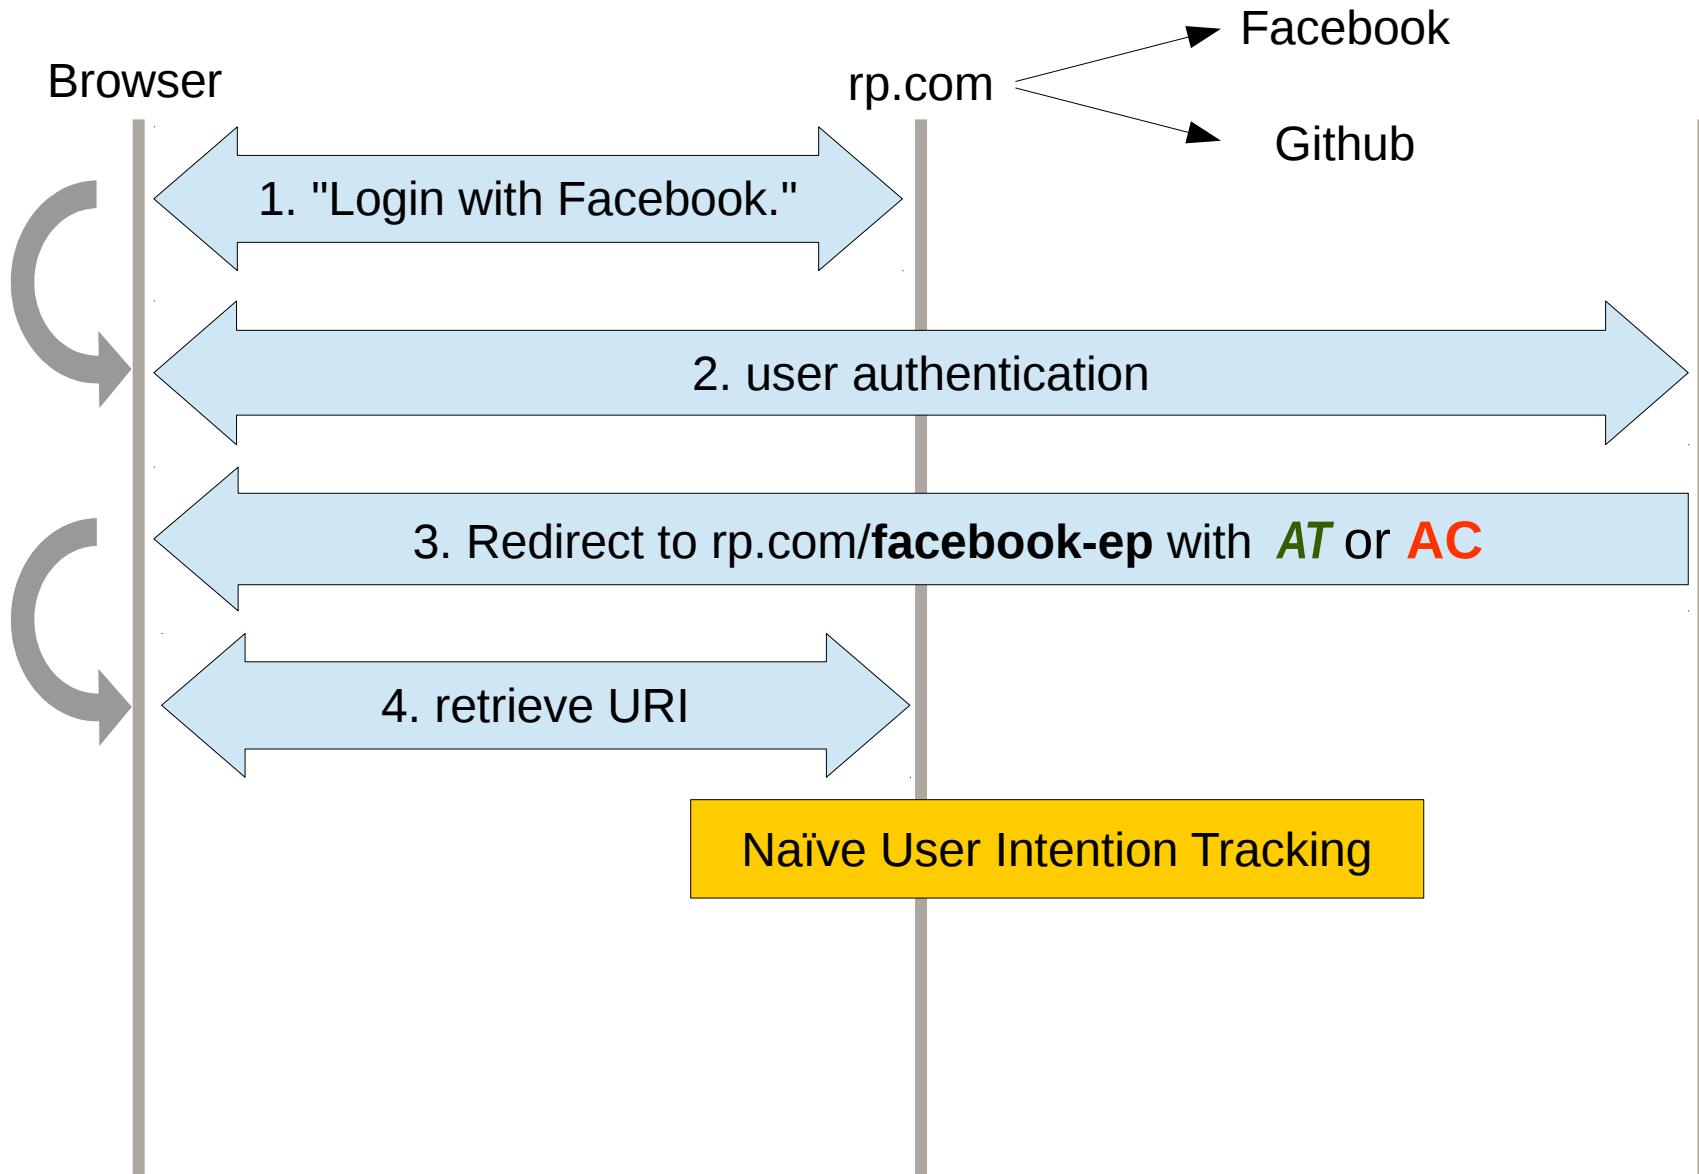 Facebook
Browser
rp.com
Github
1. "Login with Facebook."
2. user authentication
3. Redirect to rp.com/facebook-ep with AT or AC
4. retrieve URI
Naïve User Intention Tracking